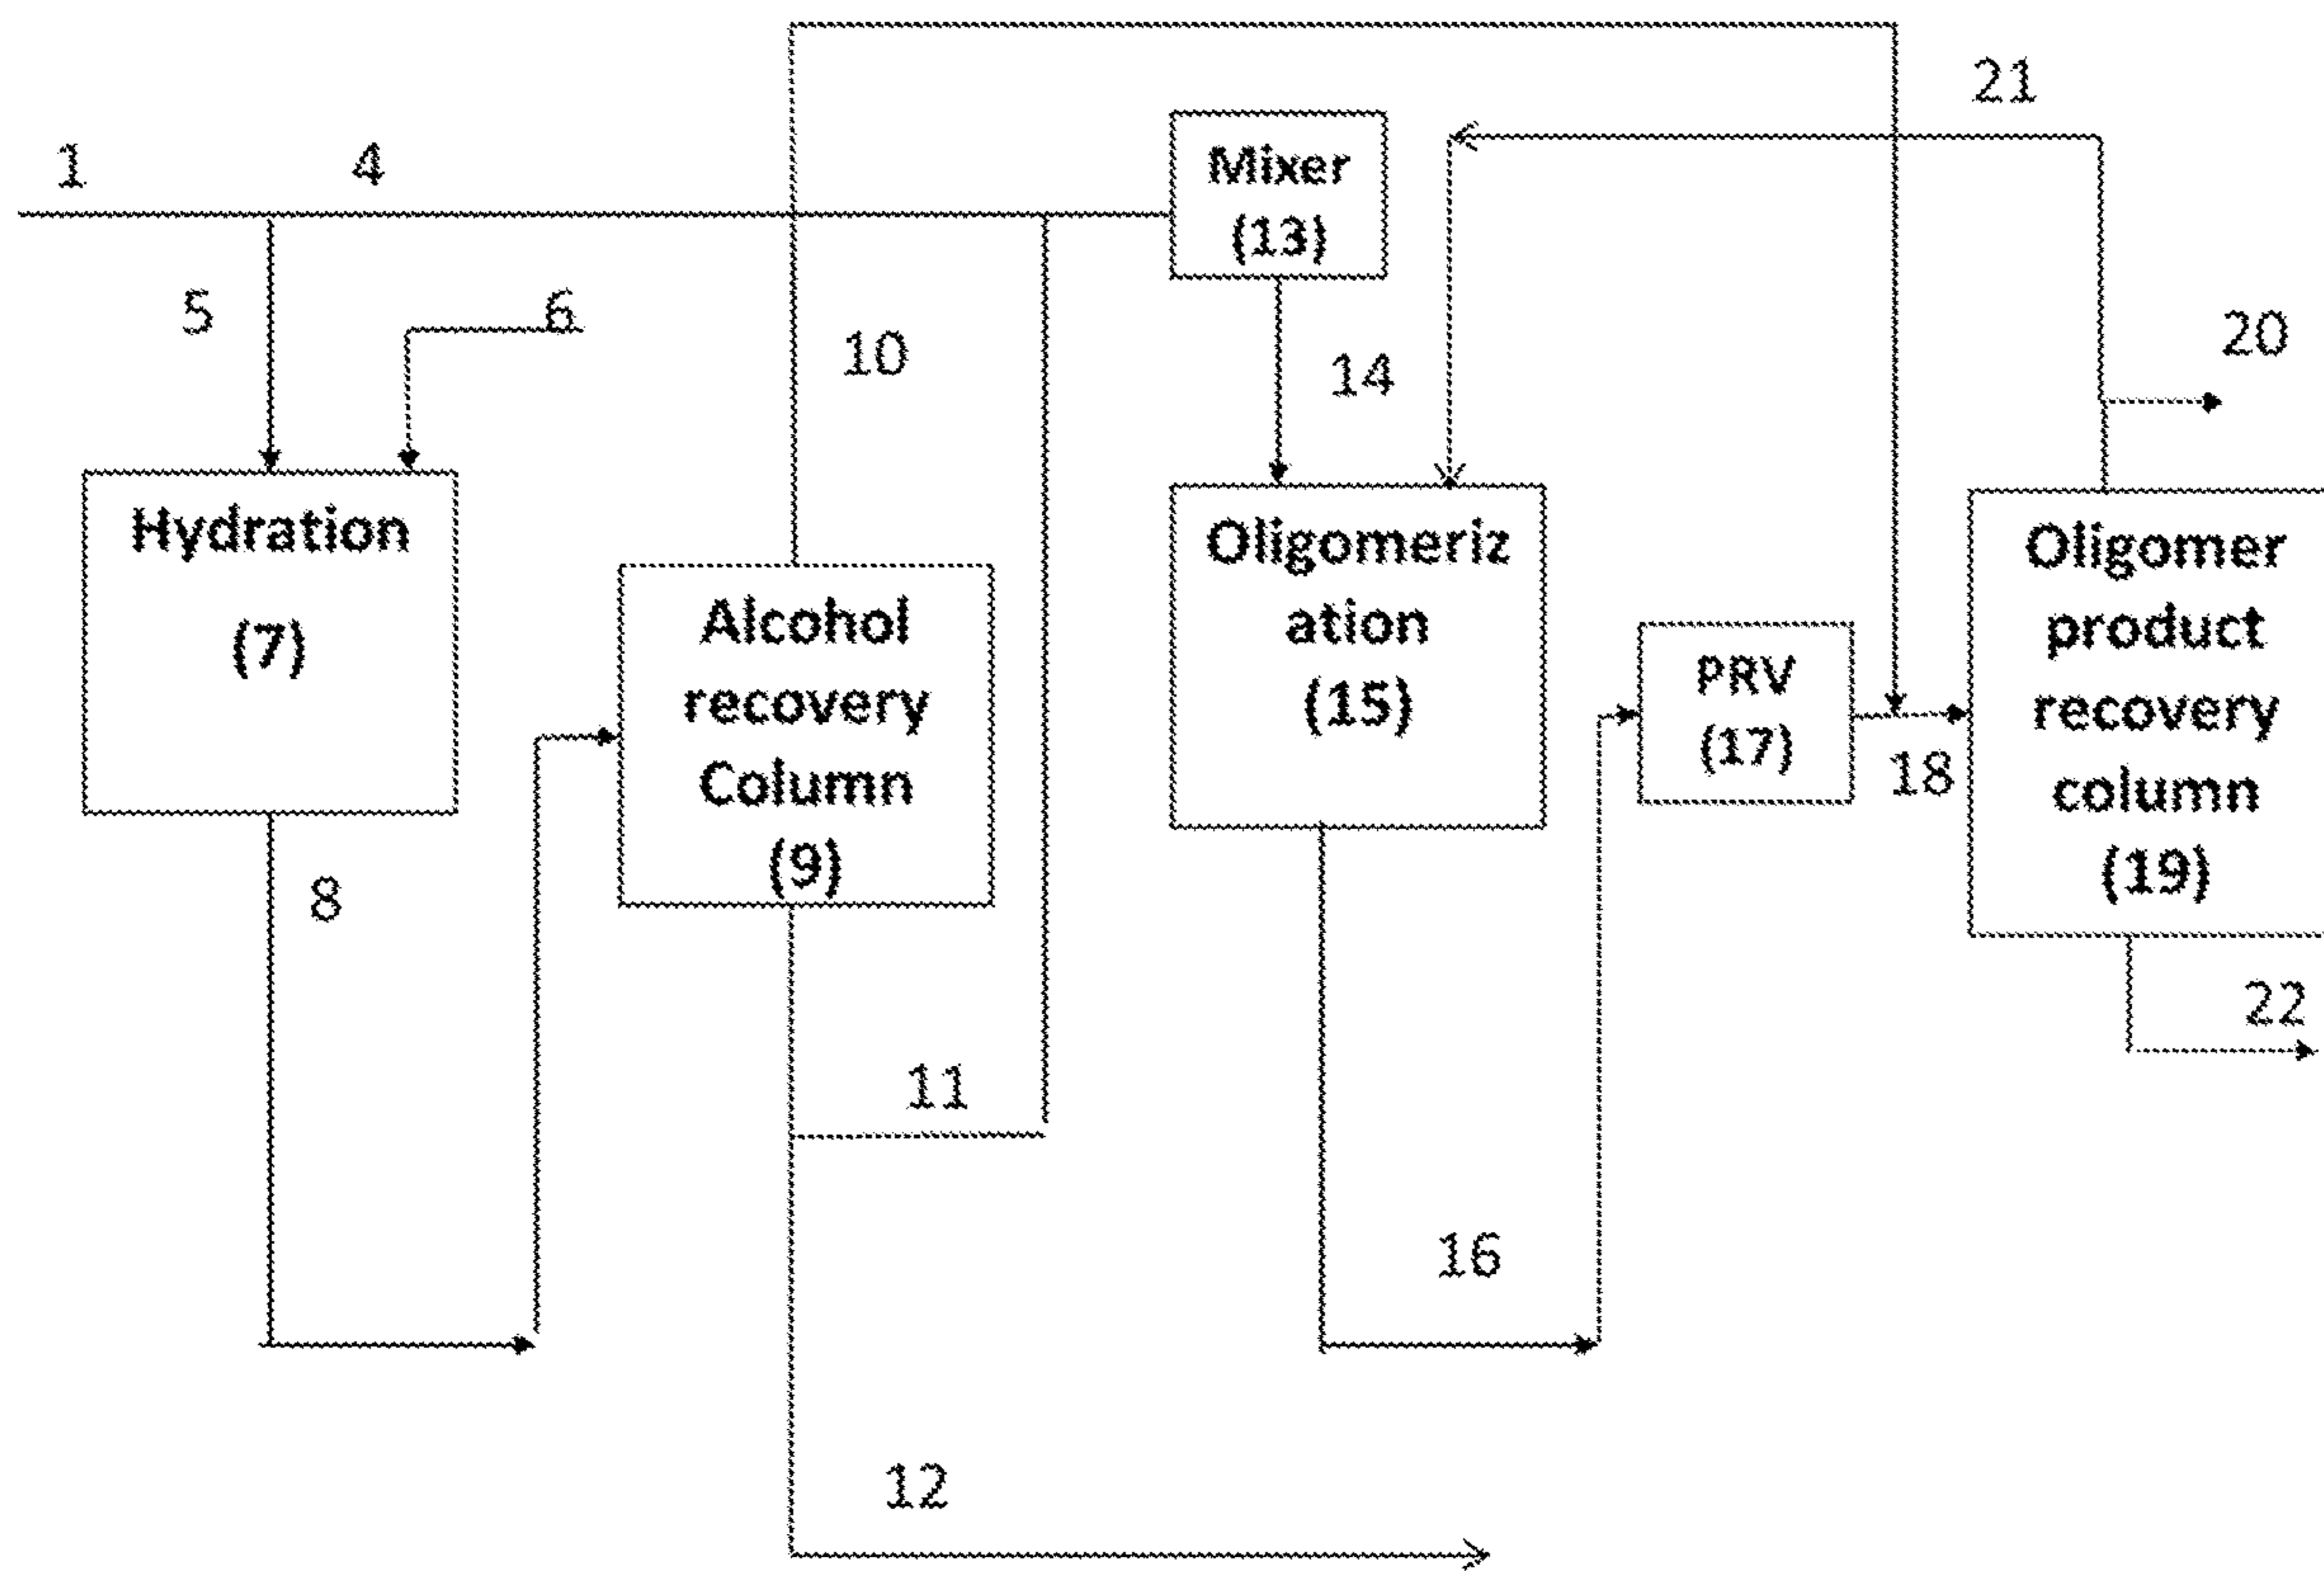 21
1
4
Mixer
(13)
5
6
10
14
20
Hydration
(7)
Alcohol
recovery
Column
(9)
Oligomeriz
ation
(15)
PRV
(17)
18
Oligomer
product
recovery
column
(19)
8
11
22
16
12